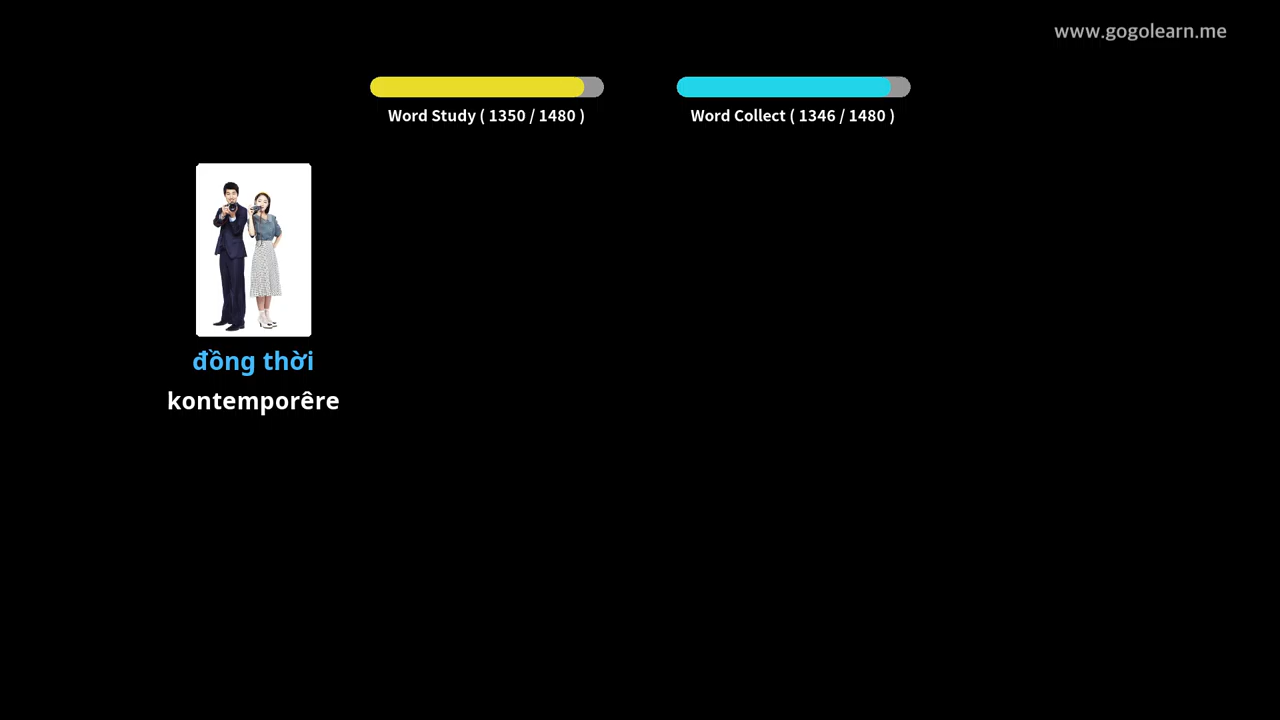 www.gogolearn.me
Word Study ( 1350 / 1480 )
Word Collect ( 1346 / 1480 )
đồng thời
kontemporêre